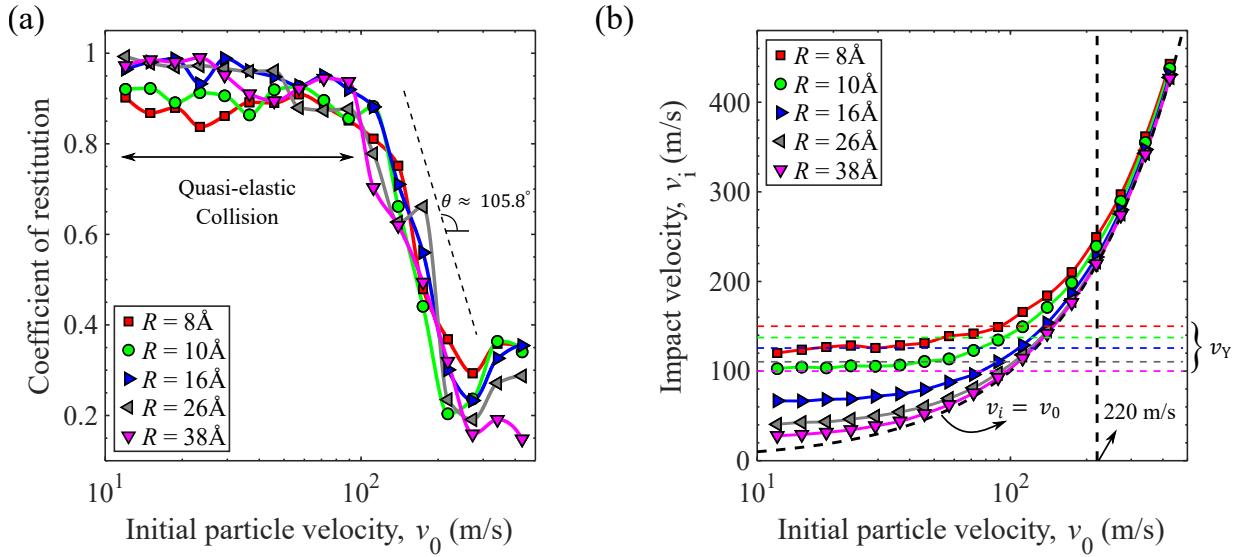 (a)
1
0.8
0.6
0.4
0.2
Coefficient of restitution
Quasi-elastic
Collision
θ ≈ 105.8°
R = 8Å
R = 10Å
R = 16Å
R = 26Å
R = 38Å
10¹
10²
Initial particle velocity, v₀ (m/s)
(b)
400
300
200
100
0
Impact velocity, vᵢ (m/s)
R = 8Å
R = 10Å
R = 16Å
R = 26Å
R = 38Å
v_Y
v_i = v₀
220 m/s
10¹
10²
Initial particle velocity, v₀ (m/s)